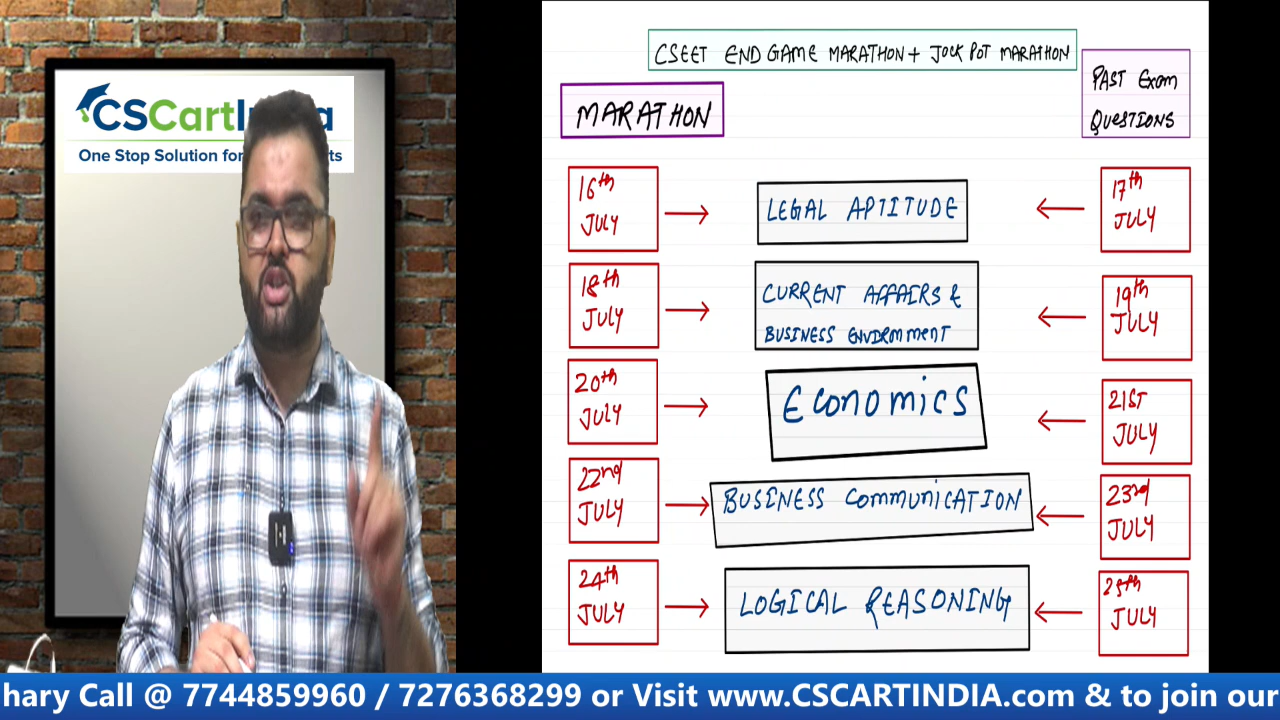 CSCartIn a
One Stop Solution for rts
CSEET END GAME MARATHON + JOCK POT MARATHON
MARATHON
PAST Exam
QUESTIONS
16th
JULY
LEGAL APTITUDE
17th
JULY
18th
JULY
CURRENT AFFAIRS &
BUSINESS ENVIRONMENT
19th
JULY
20th
JULY
ECONOMICS
21ST
JULY
22nd
JULY
BUSINESS COMMUNICATION
23rd
JULY
24th
JULY
LOGICAL REASONING
25th
JULY
hary Call @ 7744859960 / 7276368299 or Visit www.CSCARTINDIA.com & to join our